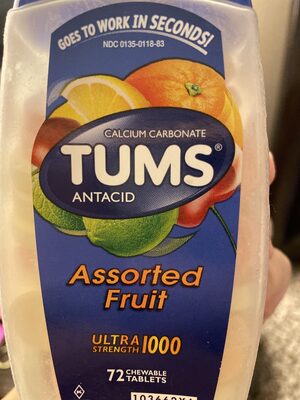 GOES TO WORK IN SECONDS!
NDC 0135-0118-83
CALCIUM CARBONATE
TUMS®
ANTACID
Assorted
Fruit
ULTRA
STRENGTH 1000
72 CHEWABLE
TABLETS